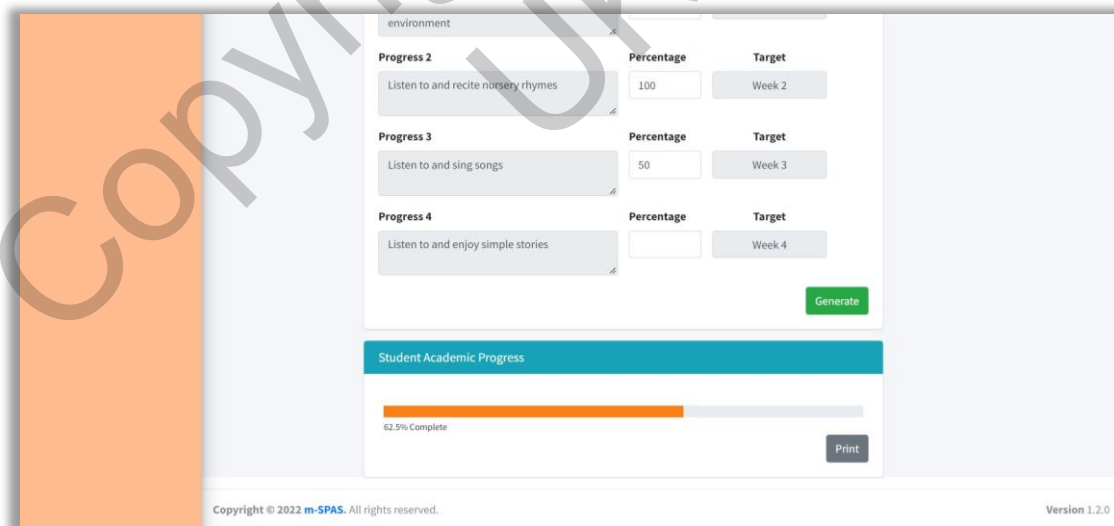 environment
Progress 2 Percentage Target
Listen to and recite nursery rhymes 100 Week 2
Progress 3 Percentage Target
Listen to and sing songs 50 Week 3
Progress 4 Percentage Target
Listen to and enjoy simple stories Week 4
Generate
Student Academic Progress
62.5% Complete
Print
Copyright © 2022 m-SPAS. All rights reserved. Version 1.2.0